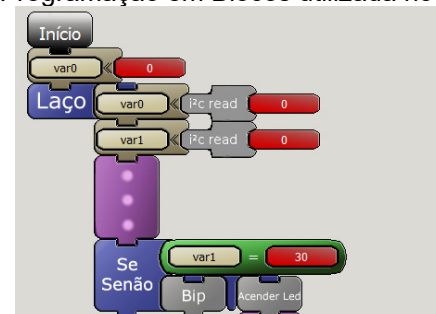 Programação em Blocos utilizada no
Início
var0 0
Laço var0 i²c read 0
var1 i²c read 0
Se
Senão
var1 = 30
Bip Acender Led